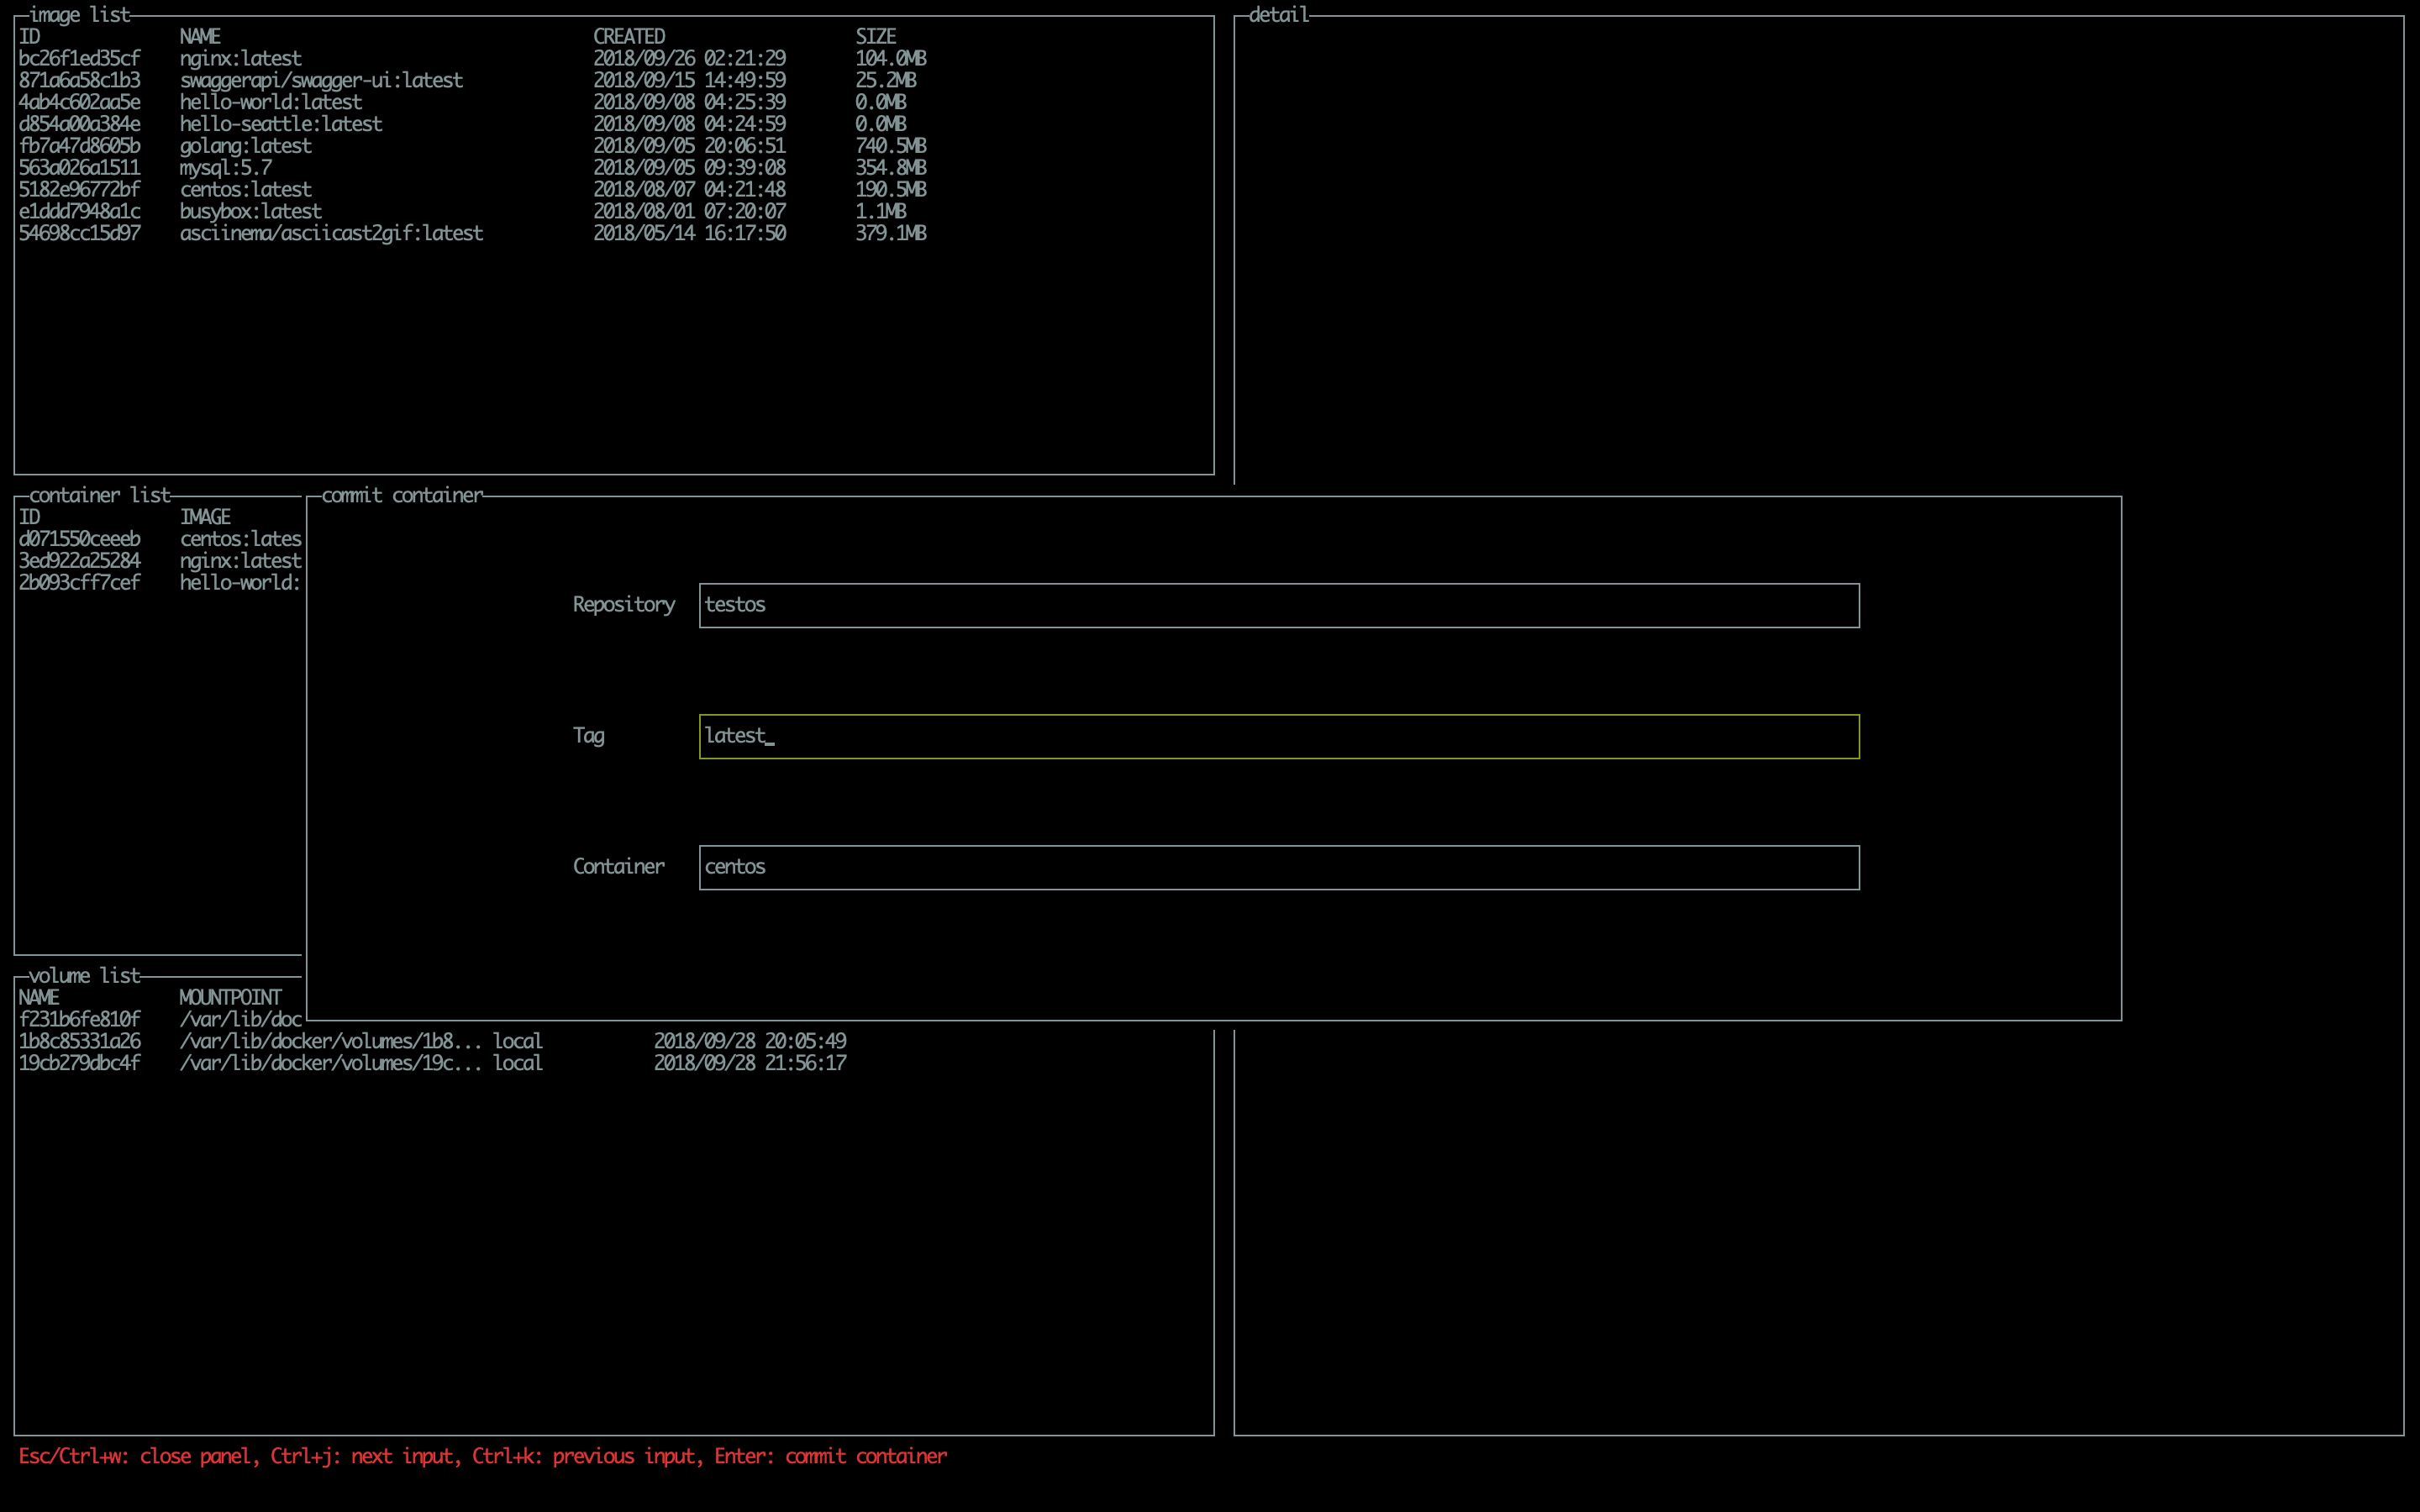 image list
ID NAME CREATED SIZE
bc26f1ed35cf nginx:latest 2018/09/26 02:21:29 104.0MB
871a6a58c1b3 swaggerapi/swagger-ui:latest 2018/09/15 14:49:59 25.2MB
4ab4c602aa5e hello-world:latest 2018/09/08 04:25:39 0.0MB
d854a00a384e hello-seattle:latest 2018/09/08 04:24:59 0.0MB
fb7a47d8605b golang:latest 2018/09/05 20:06:51 740.5MB
563a026a1511 mysql:5.7 2018/09/05 09:39:08 354.8MB
5182e96772bf centos:latest 2018/08/07 04:21:48 190.5MB
e1ddd7948a1c busybox:latest 2018/08/01 07:20:07 1.1MB
54698cc15d97 asciinema/asciicast2gif:latest 2018/05/14 16:17:50 379.1MB
detail
container list
ID IMAGE
d071550ceeeb centos:lates
3ed922a25284 nginx:latest
2b093cff7cef hello-world:
commit container
Repository testos
Tag latest_
Container centos
volume list
NAME MOUNTPOINT
f231b6fe810f /var/lib/doc
1b8c85331a26 /var/lib/docker/volumes/1b8... local 2018/09/28 20:05:49
19cb279dbc4f /var/lib/docker/volumes/19c... local 2018/09/28 21:56:17
Esc/Ctrl+w: close panel, Ctrl+j: next input, Ctrl+k: previous input, Enter: commit container